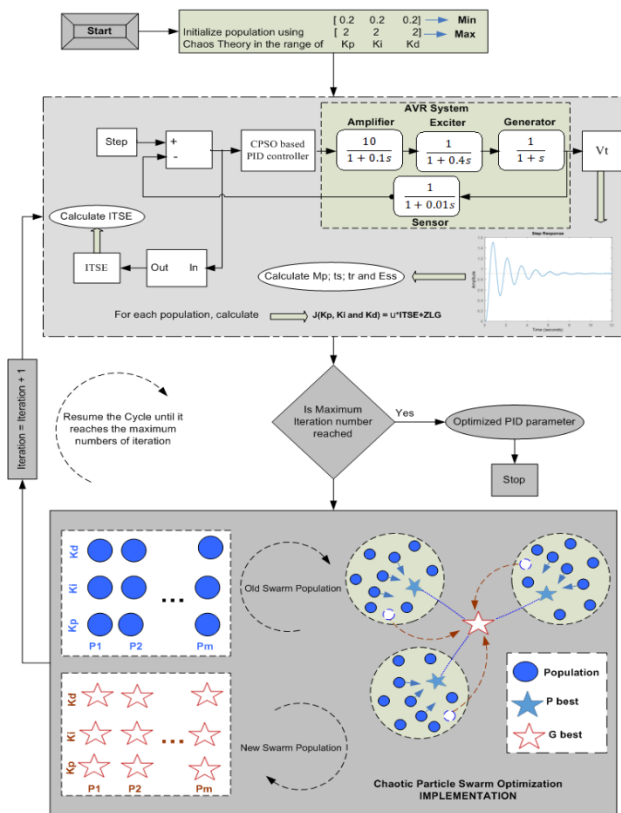 Start
Initialize population using [ 0.2 0.2 0.2] Min
[ 2 2 2] Max
Chaos Theory in the range of Kp Ki Kd
AVR System
Amplifier Exciter Generator
Step
+
-
CPSO based
PID controller
10
1 + 0.1s
1
1 + 0.4s
1
1 + s
Vt
1
1 + 0.01s
Sensor
Calculate ITSE
ITSE
Out In
Calculate Mp; ts; tr and Ess
Step Response
Amplitude
Time (seconds)
For each population, calculate J(Kp, Ki and Kd) = u*ITSE+ZLG
Iteration = Iteration + 1
Resume the Cycle until it
reaches the maximum
numbers of iteration
Is Maximum
Iteration number
reached
Yes
Optimized PID parameter
Stop
Kd
Ki
Kp
...
P1 P2 Pm
Old Swarm Population
Kd
Ki
Kp
...
P1 P2 Pm
New Swarm Population
Population
P best
G best
Chaotic Particle Swarm Optimization
IMPLEMENTATION